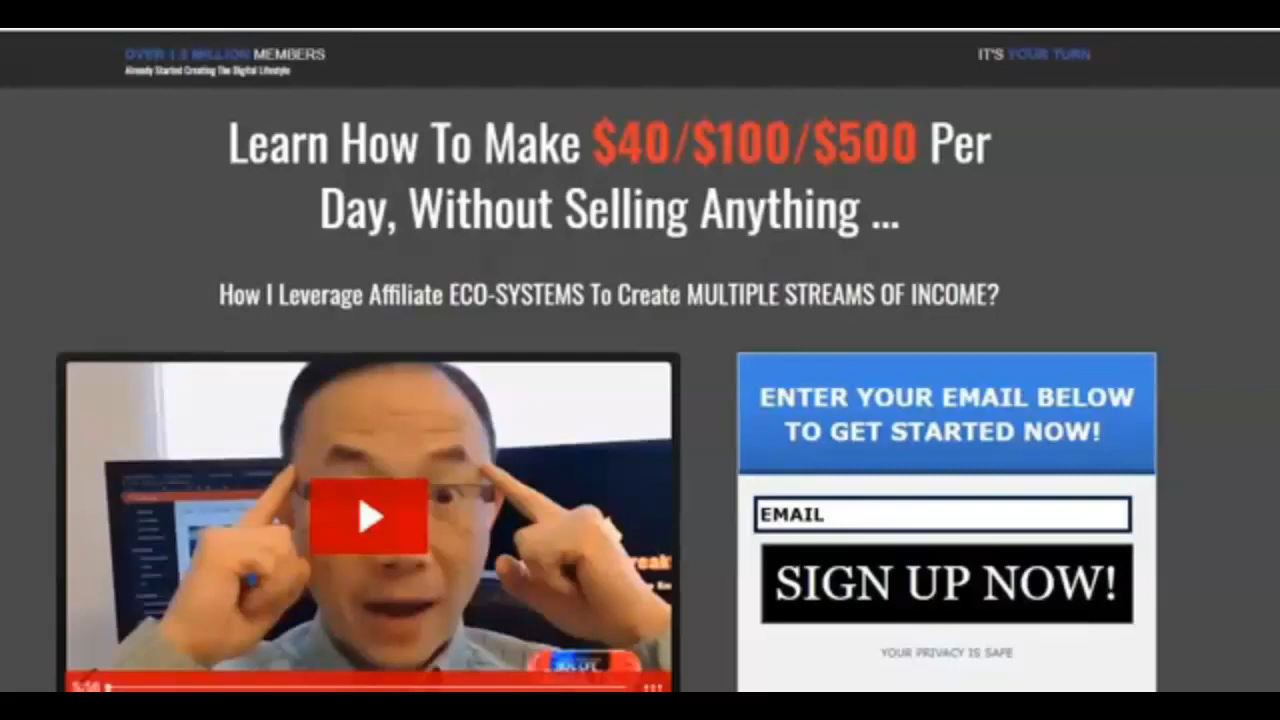 OVER 1.3 MILLION MEMBERS
IT'S YOUR TURN
Already Started Creating The Digital Lifestyle
Learn How To Make $40/$100/$500 Per
Day, Without Selling Anything ...
How I Leverage Affiliate ECO-SYSTEMS To Create MULTIPLE STREAMS OF INCOME?
ENTER YOUR EMAIL BELOW
TO GET STARTED NOW!
EMAIL
SIGN UP NOW!
YOUR PRIVACY IS SAFE
5:56